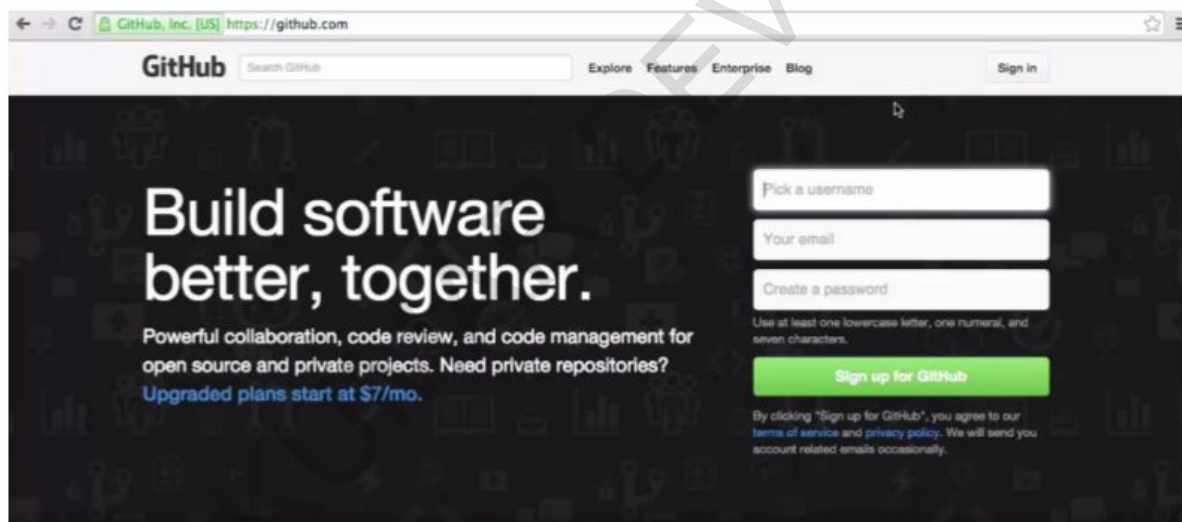 GitHub, Inc. [US] https://github.com
GitHub Search GitHub Explore Features Enterprise Blog Sign in
Build software
better, together.
Powerful collaboration, code review, and code management for
open source and private projects. Need private repositories?
Upgraded plans start at $7/mo.
Pick a username
Your email
Create a password
Use at least one lowercase letter, one numeral, and
seven characters.
Sign up for GitHub
By clicking "Sign up for GitHub", you agree to our
terms of service and privacy policy. We will send you
account related emails occasionally.